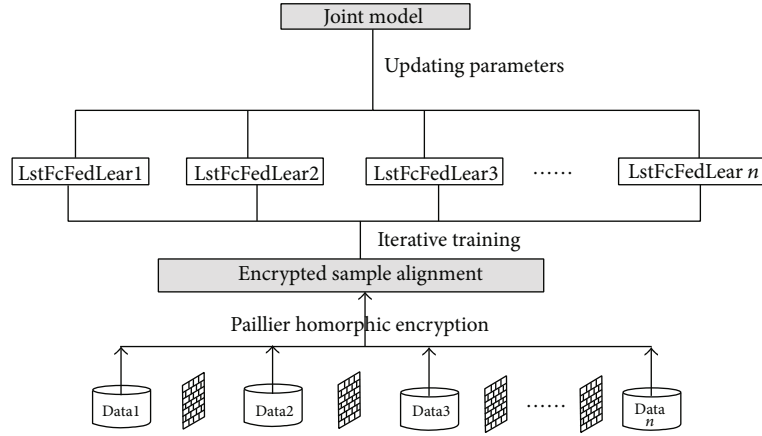 Joint model
Updating parameters
LstFcFedLear1
LstFcFedLear2
LstFcFedLear3
......
LstFcFedLear n
Iterative training
Encrypted sample alignment
Paillier homorphic encryption
Data1
Data2
Data3
......
Data
n